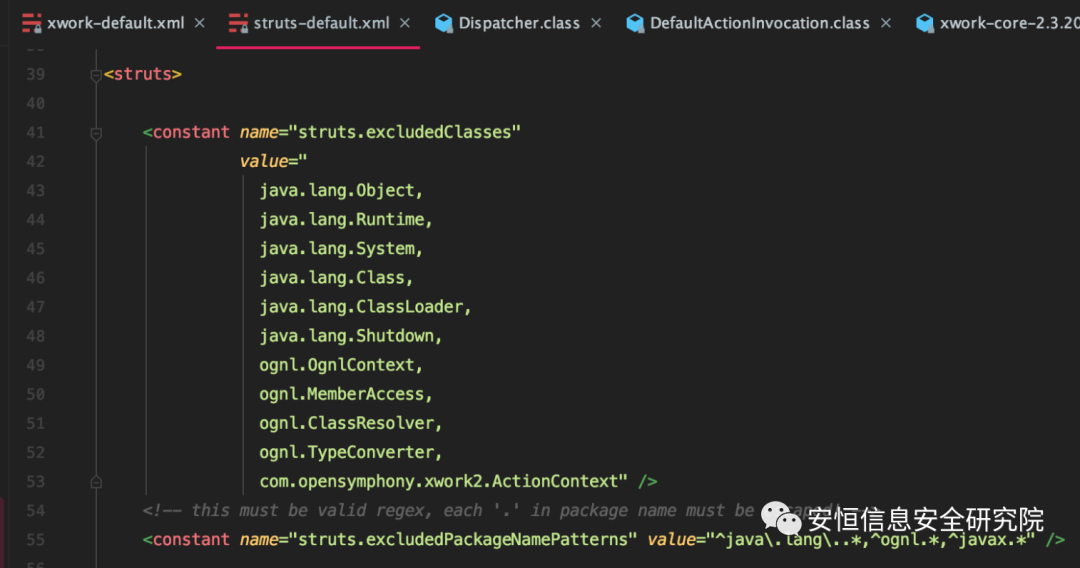 xwork-default.xml × struts-default.xml × Dispatcher.class × DefaultActionInvocation.class × xwork-core-2.3.20
39 <struts>
40
41 <constant name="struts.excludedClasses"
42 value="
43 java.lang.Object,
44 java.lang.Runtime,
45 java.lang.System,
46 java.lang.Class,
47 java.lang.ClassLoader,
48 java.lang.Shutdown,
49 ognl.OgnlContext,
50 ognl.MemberAccess,
51 ognl.ClassResolver,
52 ognl.TypeConverter,
53 com.opensymphony.xwork2.ActionContext" />
54 <!-- this must be valid regex, each '.' in package name must be
安恒信息安全研究院
55 <constant name="struts.excludedPackageNamePatterns" value="^java\.lang\..*,^ognl.*,^javax.*" />